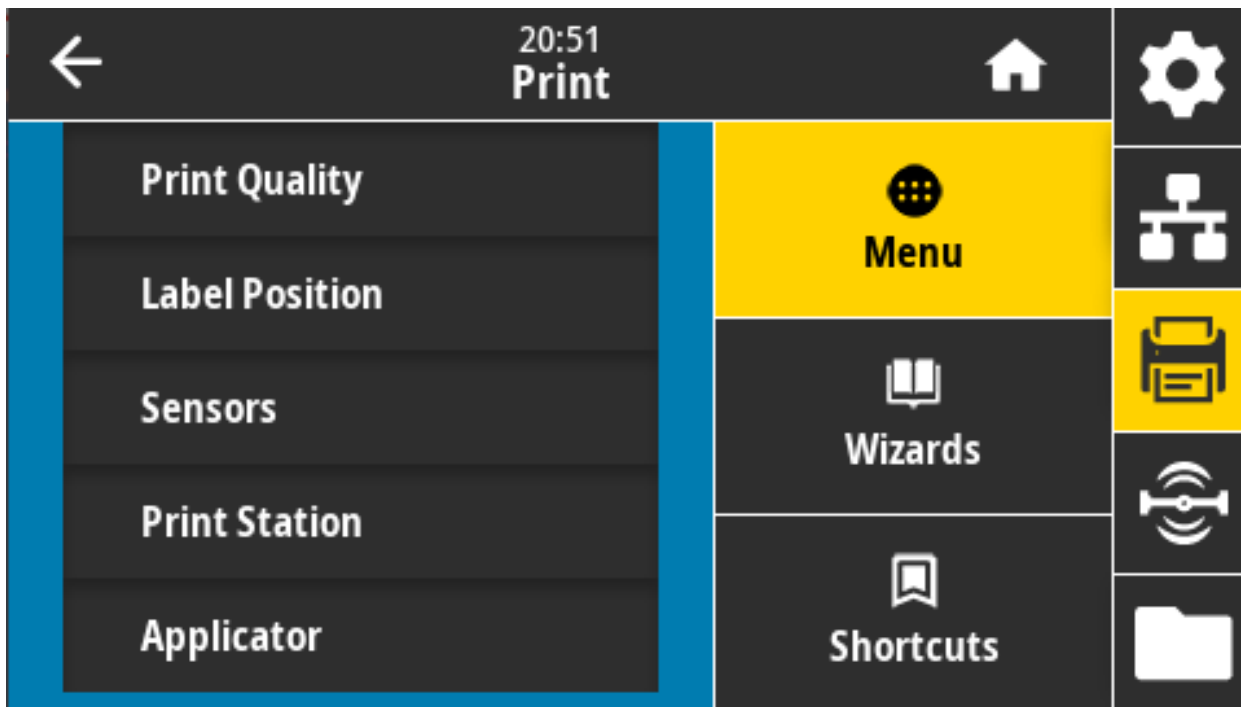 20:51
Print
Print Quality
Label Position
Sensors
Print Station
Applicator
Menu
Wizards
Shortcuts